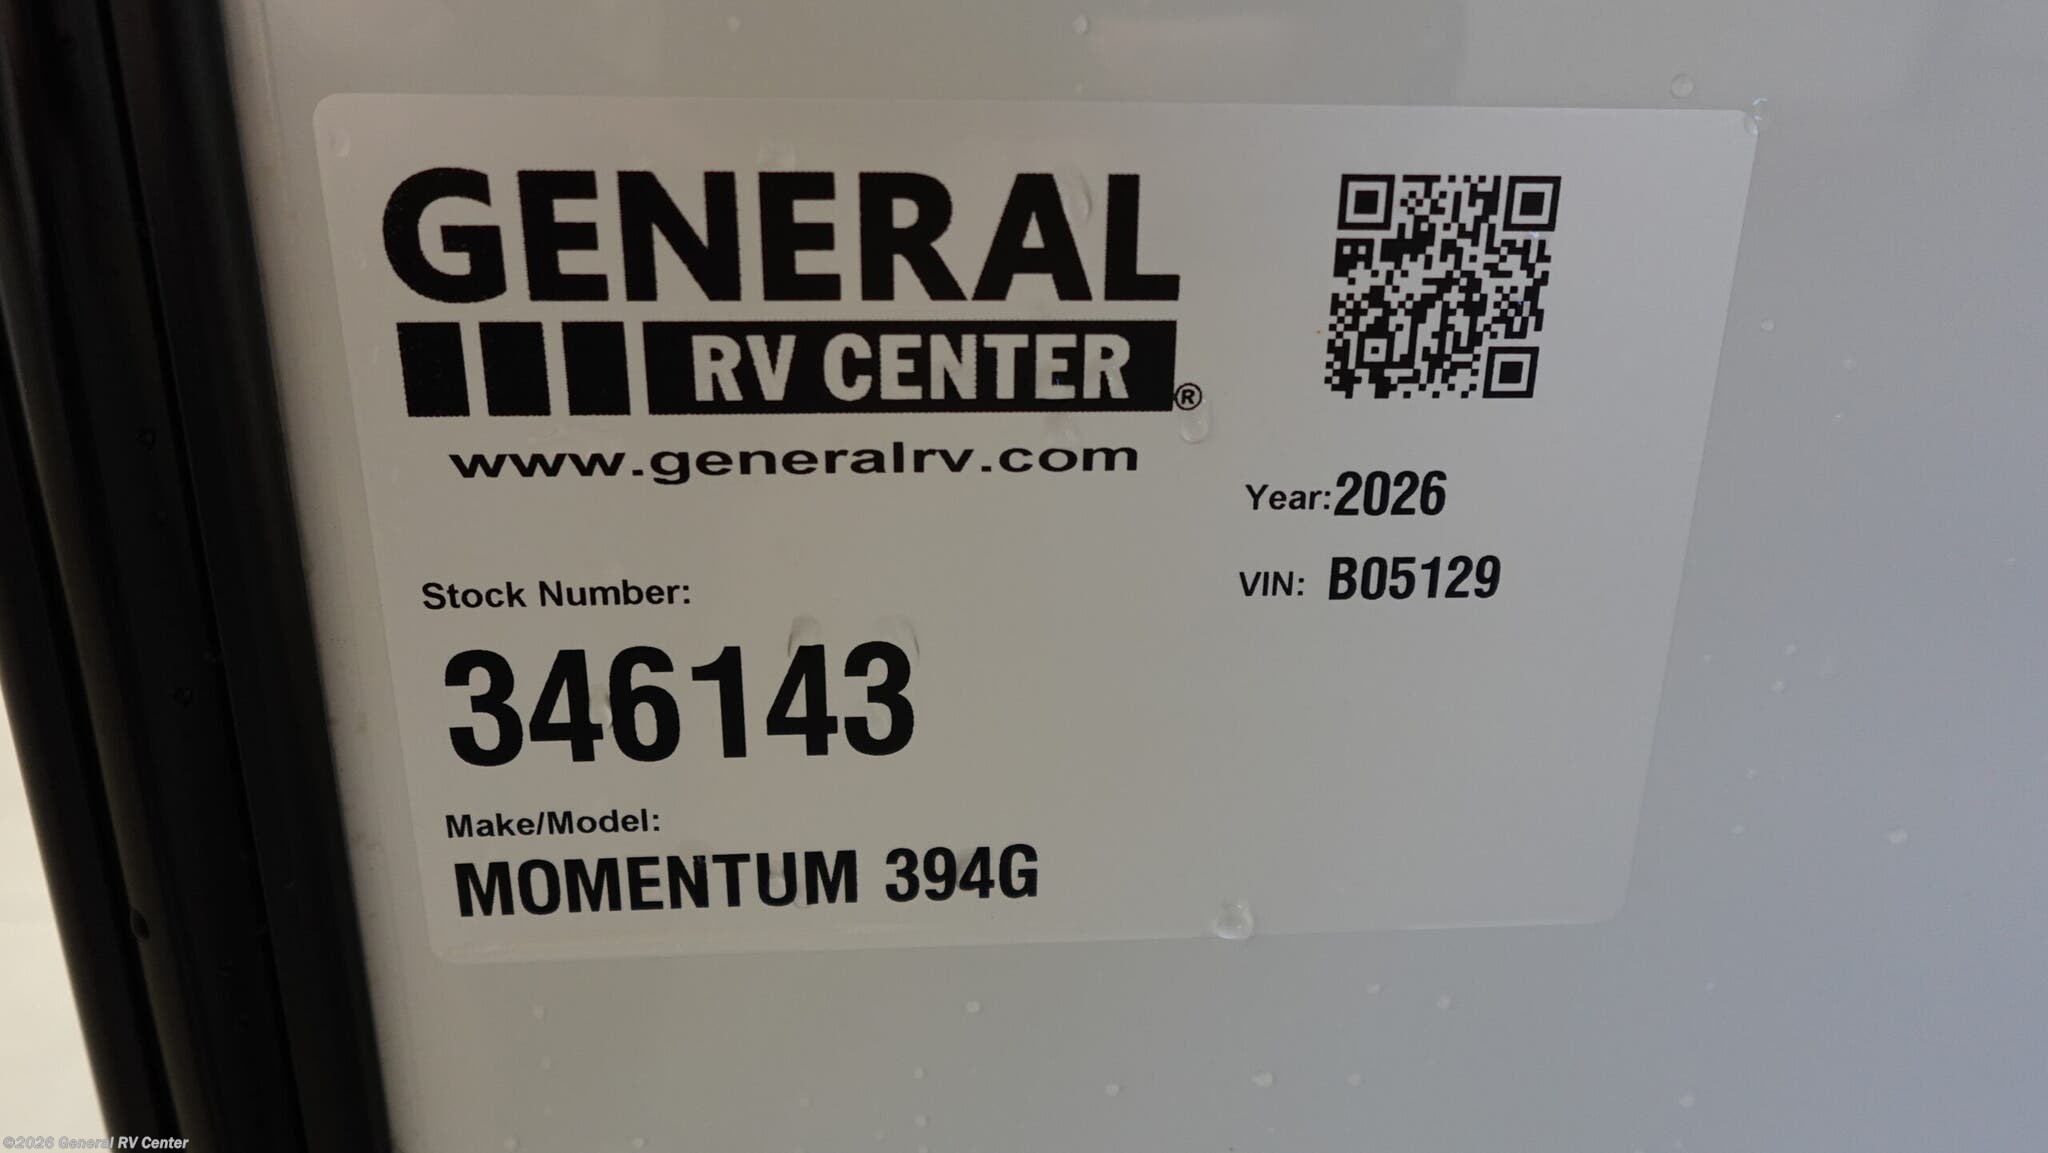 GENERAL
RV CENTER®
www.generalrv.com
Year:2026
VIN: B05129
Stock Number:
346143
Make/Model:
MOMENTUM 394G
©2026 General RV Center